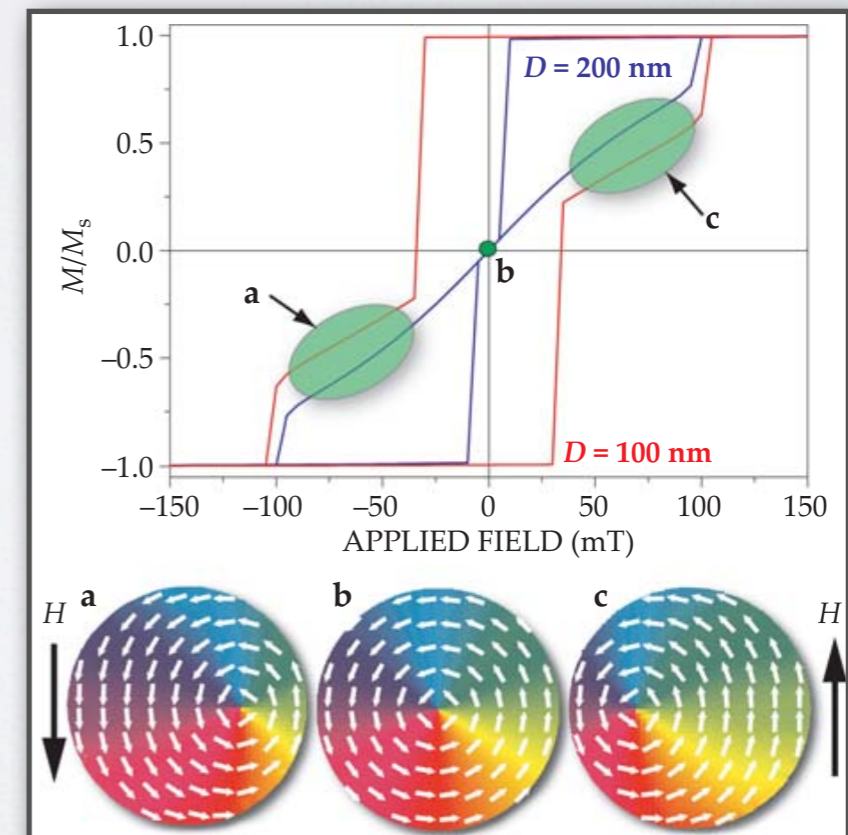 1.0
0.5
0.0
–0.5
–1.0
M/Ms
D = 200 nm
D = 100 nm
a
b
c
–150 –100 –50 0 50 100 150
APPLIED FIELD (mT)
H a b c H